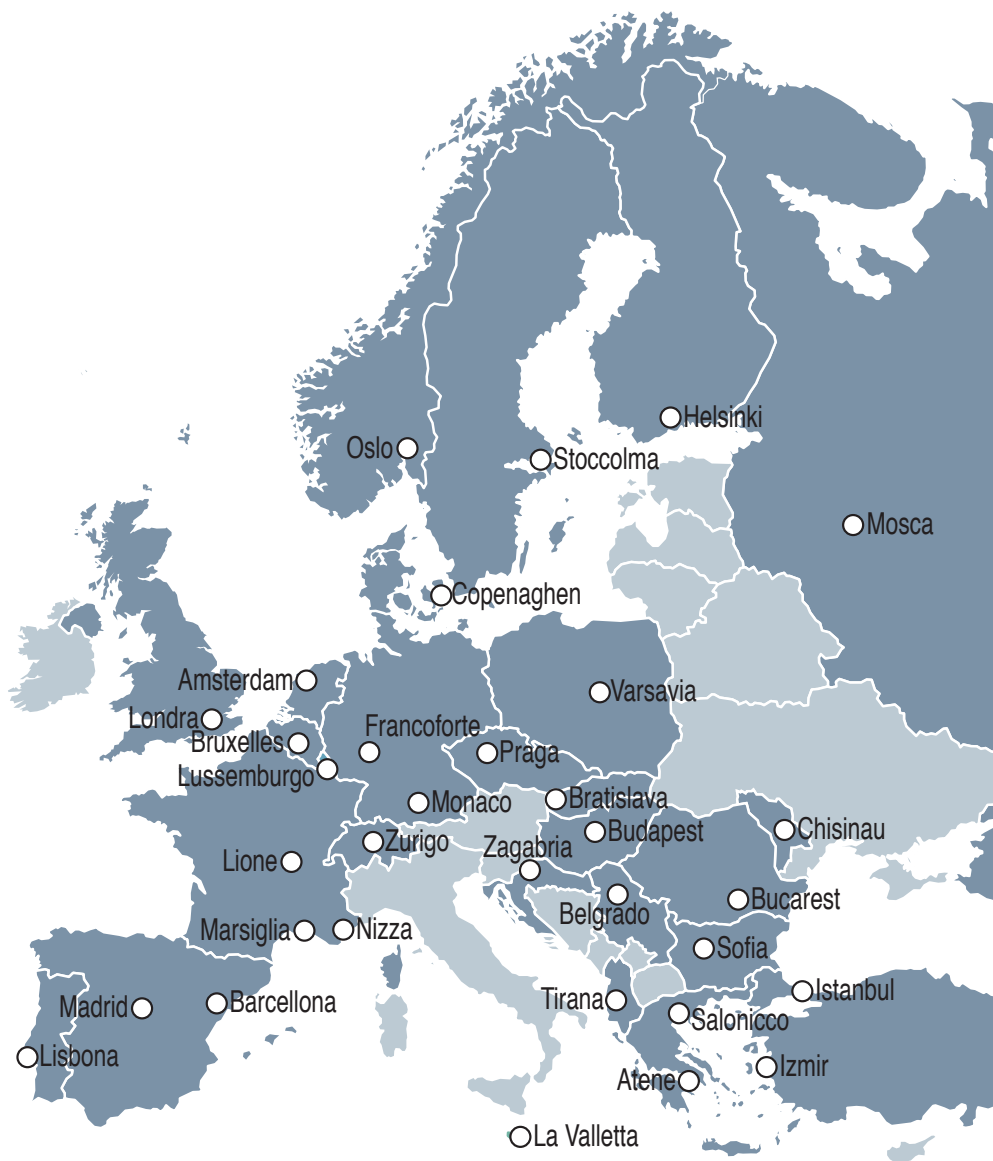 Helsinki
Oslo
Stoccolma
Mosca
Copenaghen
Amsterdam
Varsavia
Londra
Francoforte
Bruxelles
Praga
Lussemburgo
Monaco
Bratislava
Zurigo
Budapest
Chisinau
Zagabria
Lione
Belgrado
Bucarest
Marsiglia
Nizza
Sofia
Madrid
Barcellona
Tirana
Istanbul
Salonicco
Lisbona
Atene
Izmir
La Valletta